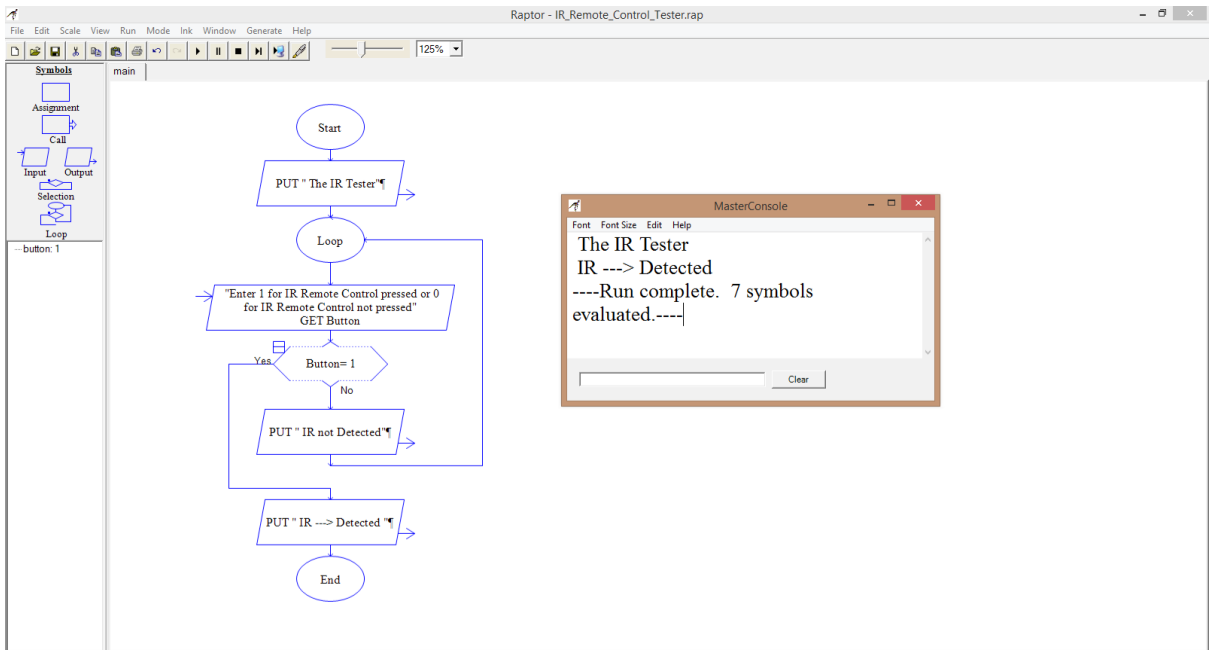 Raptor - IR_Remote_Control_Tester.rap
File Edit Scale View Run Mode Ink Window Generate Help
125%
Symbols
Assignment
Call
Input Output
Selection
Loop
button: 1
main
Start
PUT " The IR Tester"¶
Loop
"Enter 1 for IR Remote Control pressed or 0
for IR Remote Control not pressed"
GET Button
Yes
Button= 1
No
PUT " IR not Detected"¶
PUT " IR ---> Detected "¶
End
MasterConsole
Font Font Size Edit Help
The IR Tester
IR ---> Detected
----Run complete. 7 symbols
evaluated.----
Clear